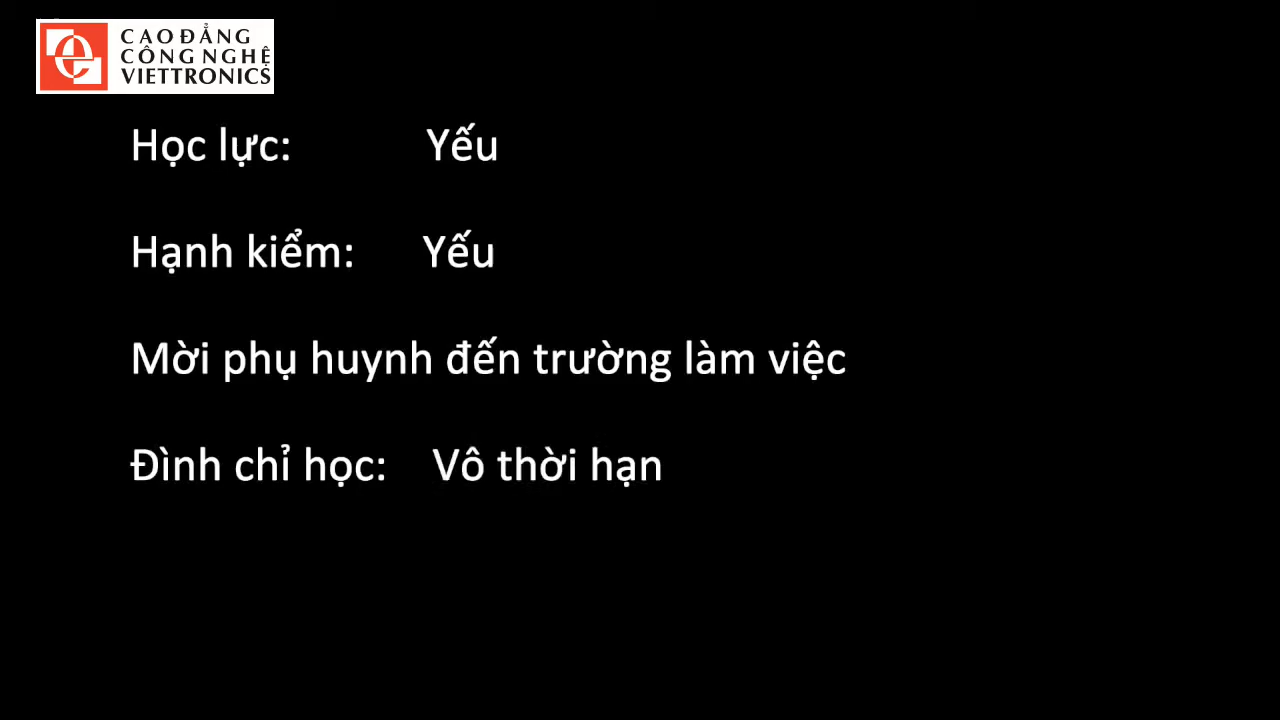 CAO ĐẲNG
CÔNG NGHỆ
VIETTRONICS
Học lực: Yếu
Hạnh kiểm: Yếu
Mời phụ huynh đến trường làm việc
Đình chỉ học: Vô thời hạn